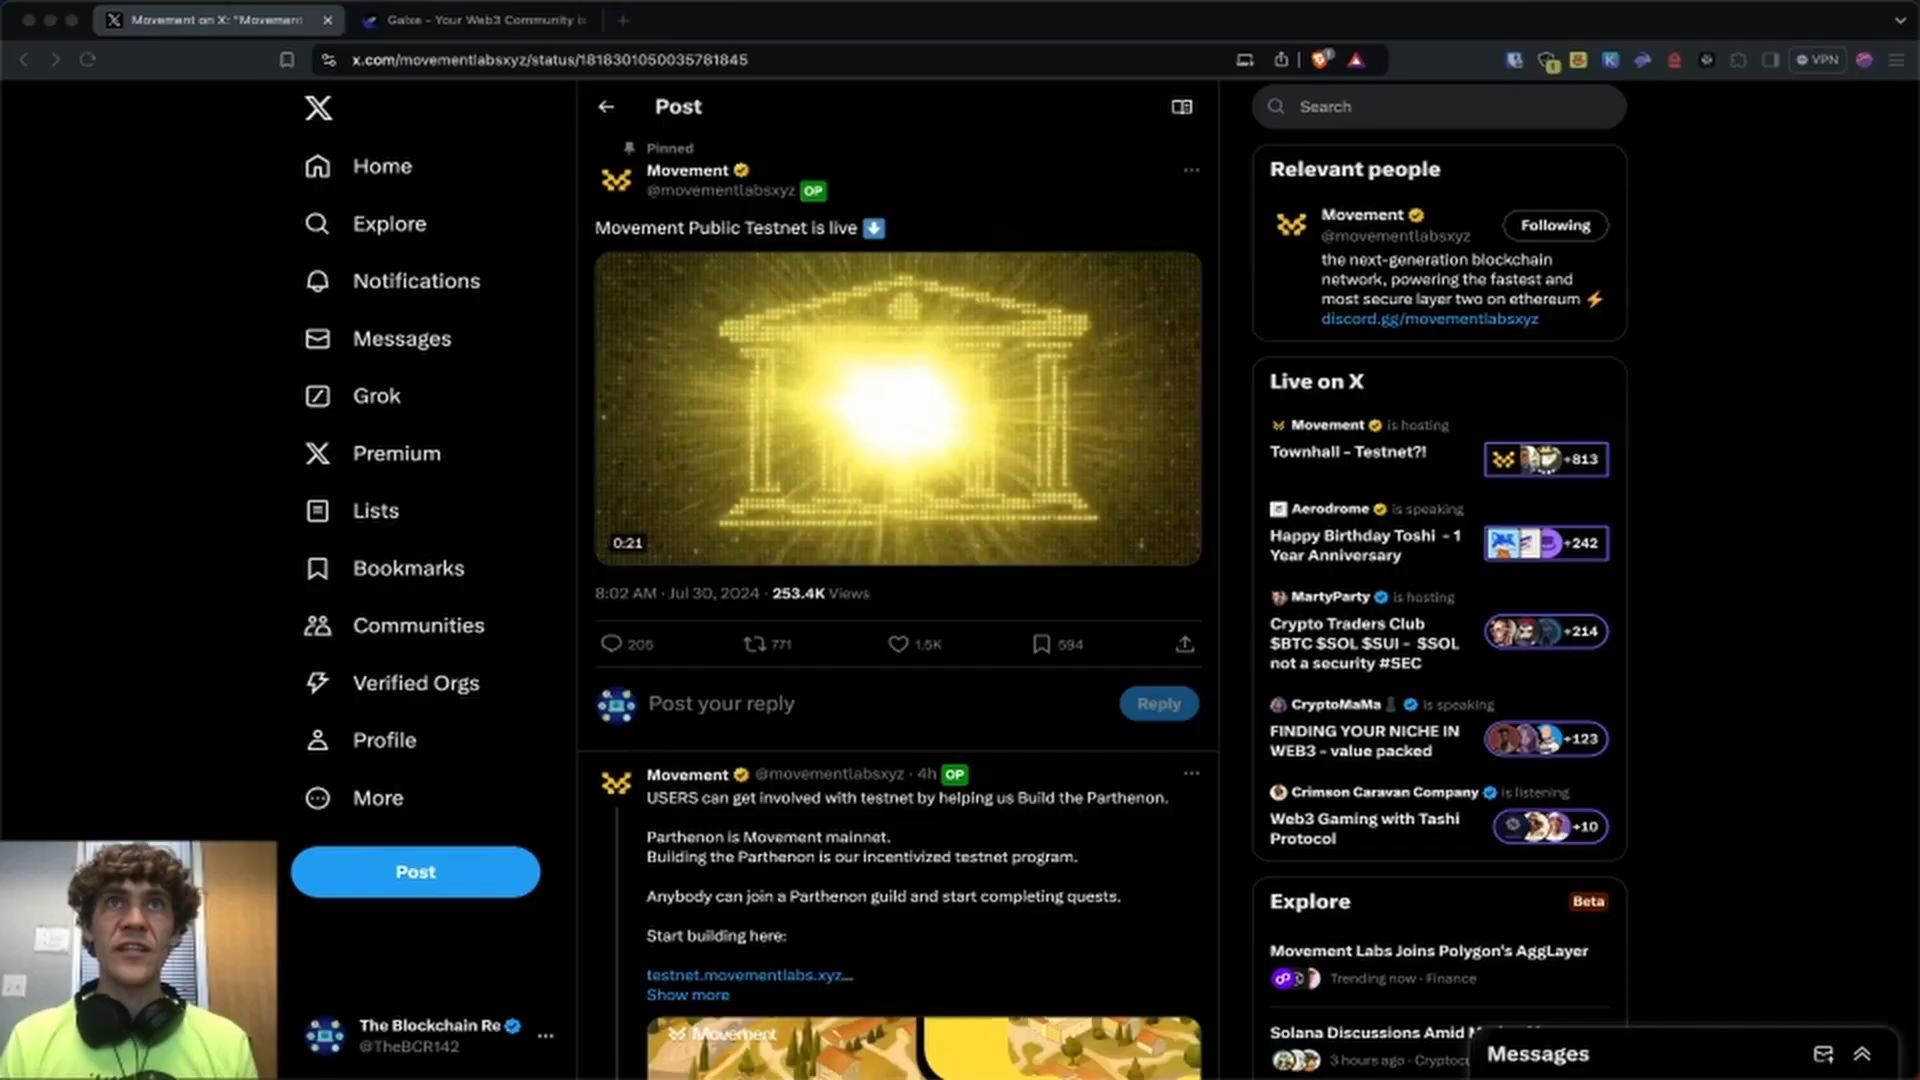 Movement on X: "Movement
Galxe - Your Web3 Community i
x.com/movementlabsxyz/status/1818301050035781845
VPN
Home
Explore
Notifications
Messages
Grok
Premium
Lists
Bookmarks
Communities
Verified Orgs
Profile
More
Post
The Blockchain Re
@TheBCR142
Post
Pinned
Movement
@movementlabsxyz OP
Movement Public Testnet is live
0:21
8:02 AM · Jul 30, 2024 · 253.4K Views
205 771 1.5K 594
Post your reply
Reply
Movement @movementlabsxyz · 4h OP
USERS can get involved with testnet by helping us Build the Parthenon.
Parthenon is Movement mainnet.
Building the Parthenon is our incentivized testnet program.
Anybody can join a Parthenon guild and start completing quests.
Start building here:
testnet.movementlabs.xyz...
Show more
Movement
Search
Relevant people
Movement
@movementlabsxyz
Following
the next-generation blockchain
network, powering the fastest and
most secure layer two on ethereum
discord.gg/movementlabsxyz
Live on X
Movement is hosting
Townhall - Testnet?!
+813
Aerodrome is speaking
Happy Birthday Toshi - 1
Year Anniversary
+242
MartyParty is hosting
Crypto Traders Club
$BTC $SOL $SUI - $SOL
not a security #SEC
+214
CryptoMaMa is speaking
FINDING YOUR NICHE IN
WEB3 - value packed
+123
Crimson Caravan Company is listening
Web3 Gaming with Tashi
Protocol
+10
Explore
Beta
Movement Labs Joins Polygon's AggLayer
Trending now · Finance
Solana Discussions Amid
3 hours ago · Cryptoc
Messages